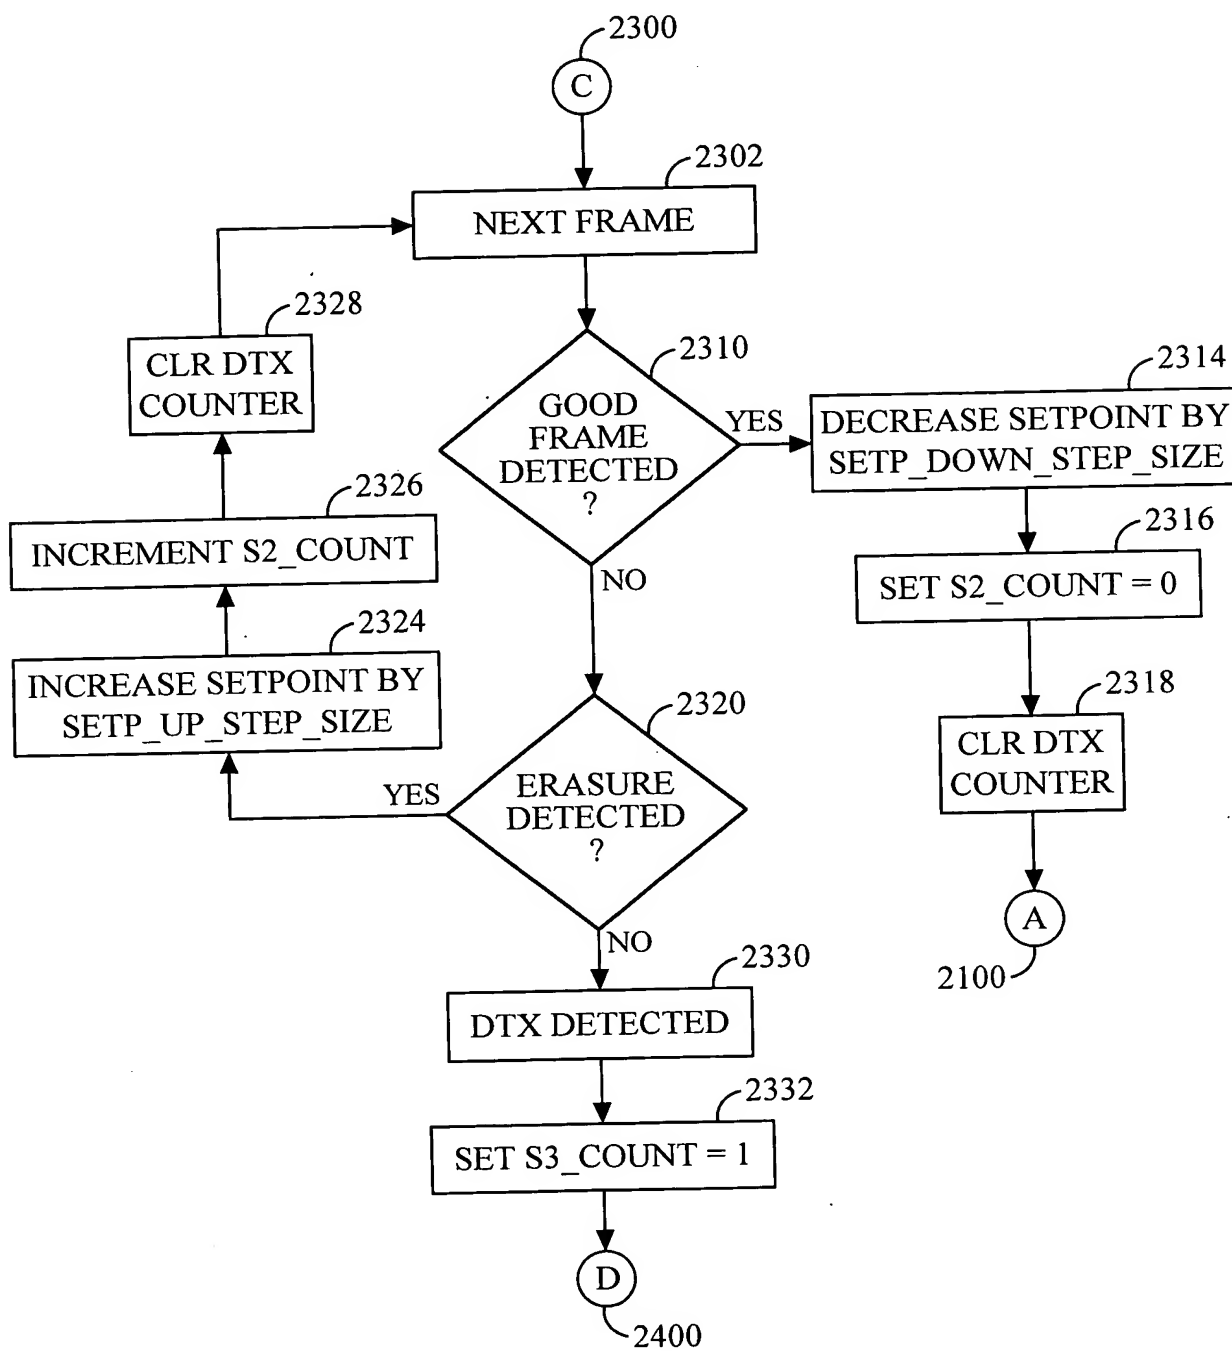 2300
C
2302
NEXT FRAME
2328
CLR DTX
COUNTER
2310
GOOD
FRAME
DETECTED
?
YES
2314
DECREASE SETPOINT BY
SETP_DOWN_STEP_SIZE
2326
INCREMENT S2_COUNT
2316
SET S2_COUNT = 0
NO
2324
INCREASE SETPOINT BY
SETP_UP_STEP_SIZE
2320
ERASURE
DETECTED
?
YES
2318
CLR DTX
COUNTER
A
2100
NO
2330
DTX DETECTED
2332
SET S3_COUNT = 1
D
2400